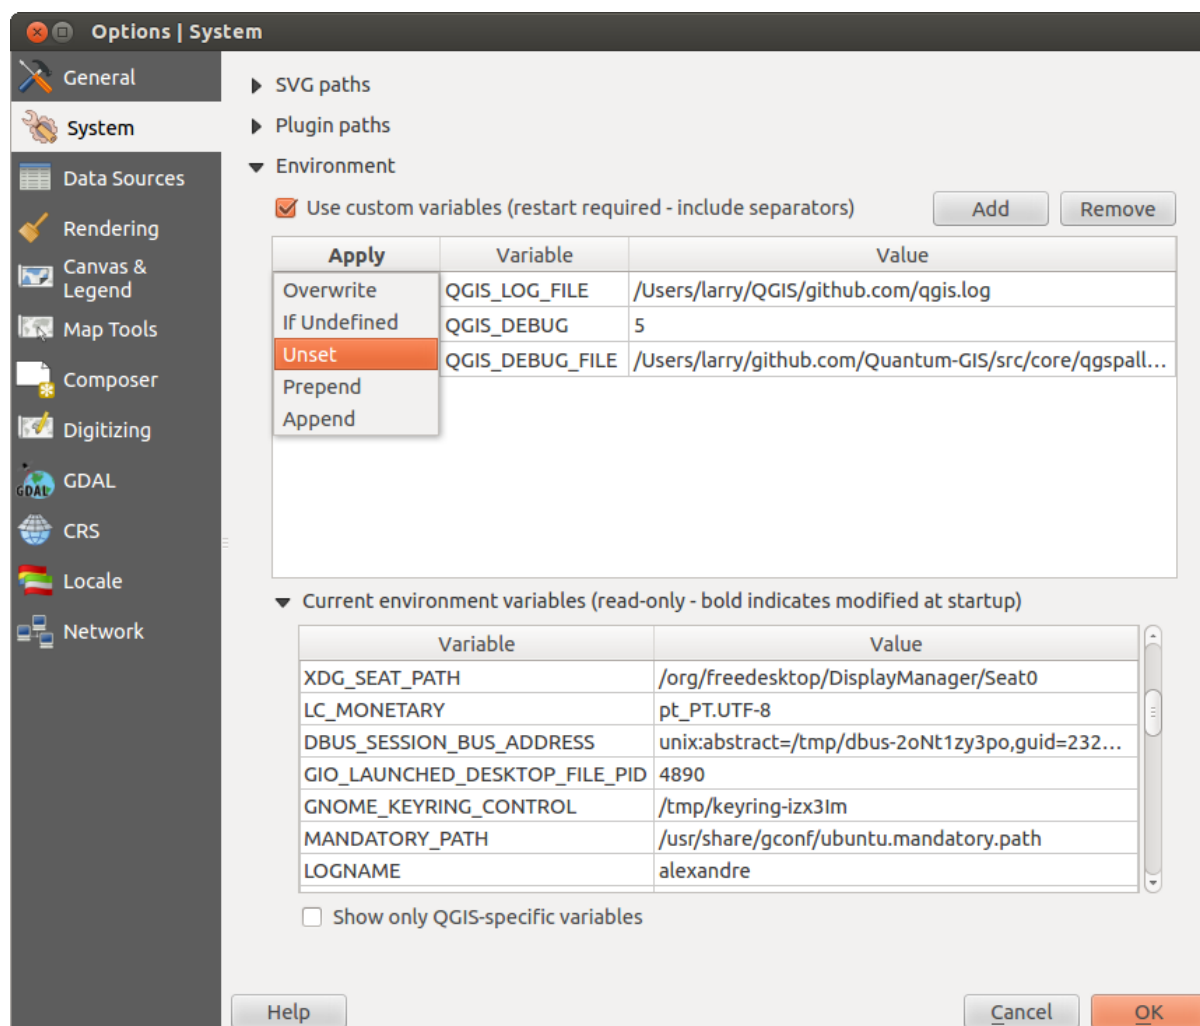 Options | System
General
System
Data Sources
Rendering
Canvas &
Legend
Map Tools
Composer
Digitizing
GDAL
GDAL
CRS
Locale
Network
SVG paths
Plugin paths
Environment
Use custom variables (restart required - include separators)
Add
Remove
Apply Variable Value
Overwrite
If Undefined
Unset
Prepend
Append
QGIS_LOG_FILE /Users/larry/QGIS/github.com/qgis.log
QGIS_DEBUG 5
QGIS_DEBUG_FILE /Users/larry/github.com/Quantum-GIS/src/core/qgspall...
Current environment variables (read-only - bold indicates modified at startup)
Variable Value
XDG_SEAT_PATH /org/freedesktop/DisplayManager/Seat0
LC_MONETARY pt_PT.UTF-8
DBUS_SESSION_BUS_ADDRESS unix:abstract=/tmp/dbus-2oNt1zy3po,guid=232...
GIO_LAUNCHED_DESKTOP_FILE_PID 4890
GNOME_KEYRING_CONTROL /tmp/keyring-izx3Im
MANDATORY_PATH /usr/share/gconf/ubuntu.mandatory.path
LOGNAME alexandre
Show only QGIS-specific variables
Help
Cancel
OK